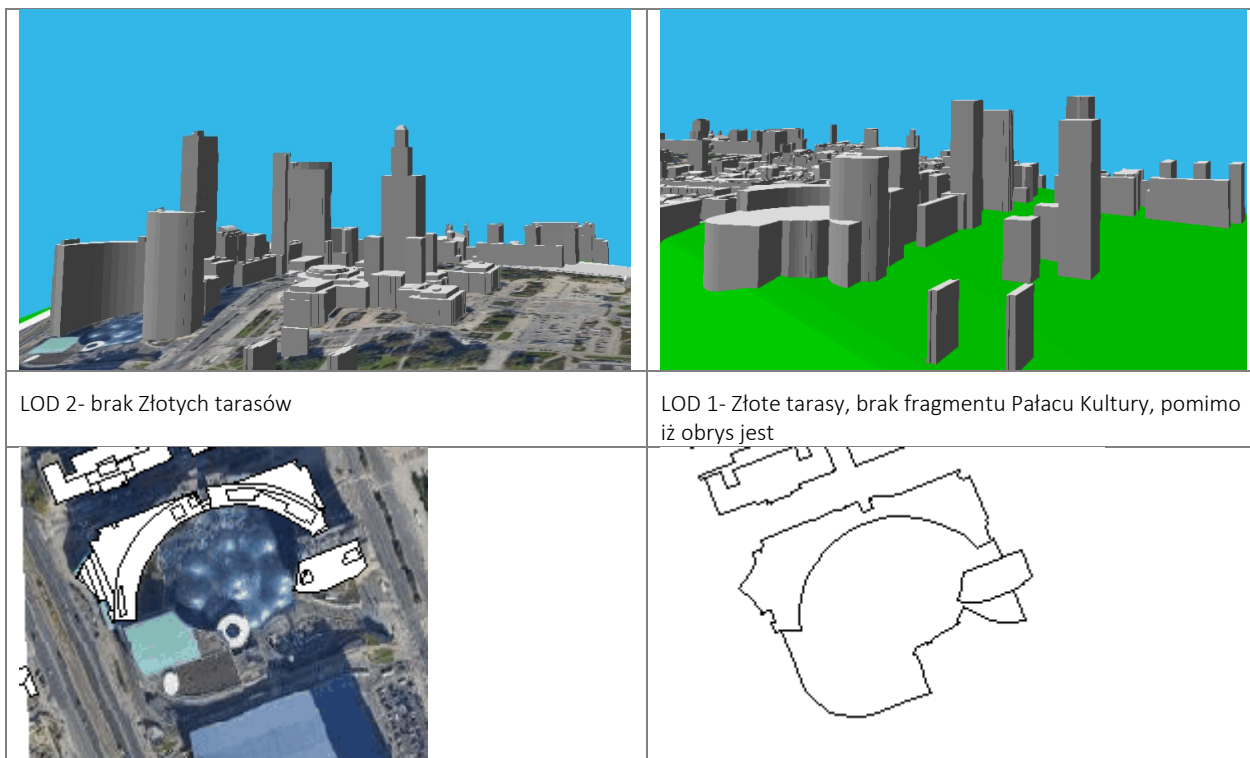 LOD 2- brak Złotych tarasów
LOD 1- Złote tarasy, brak fragmentu Pałacu Kultury, pomimo
iż obrys jest